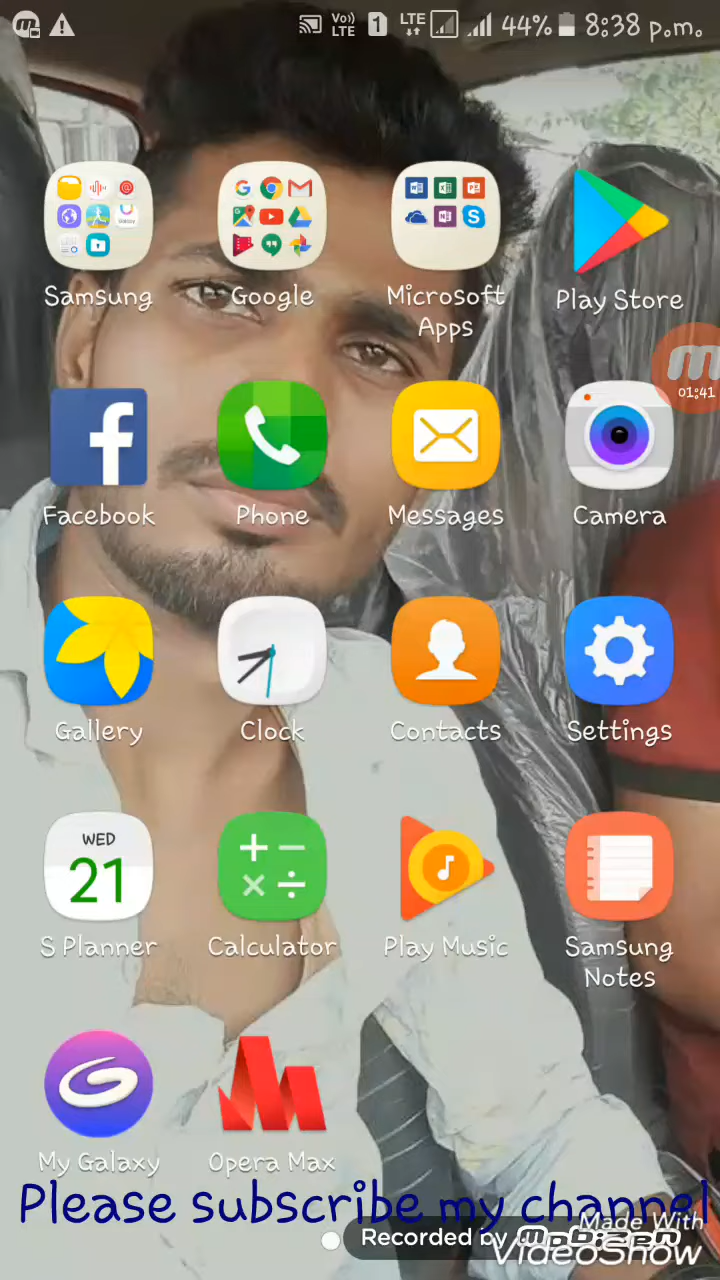 Vo))
LTE
1
LTE
44%
8:38 p.m.
Samsung
Google
Microsoft
Apps
Play Store
01:41
Facebook
Phone
Messages
Camera
Gallery
Clock
Contacts
Settings
WED
21
S Planner
Calculator
Play Music
Samsung
Notes
My Galaxy
Opera Max
Please subscribe my channel
Made With
Recorded by mobizen
VideoShow